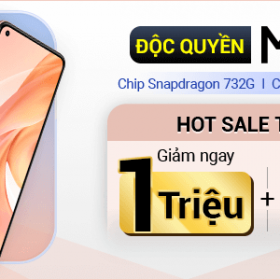 ĐỘC QUYỀN M
Chip Snapdragon 732G I C
HOT SALE T
Giảm ngay
1 Triệu +